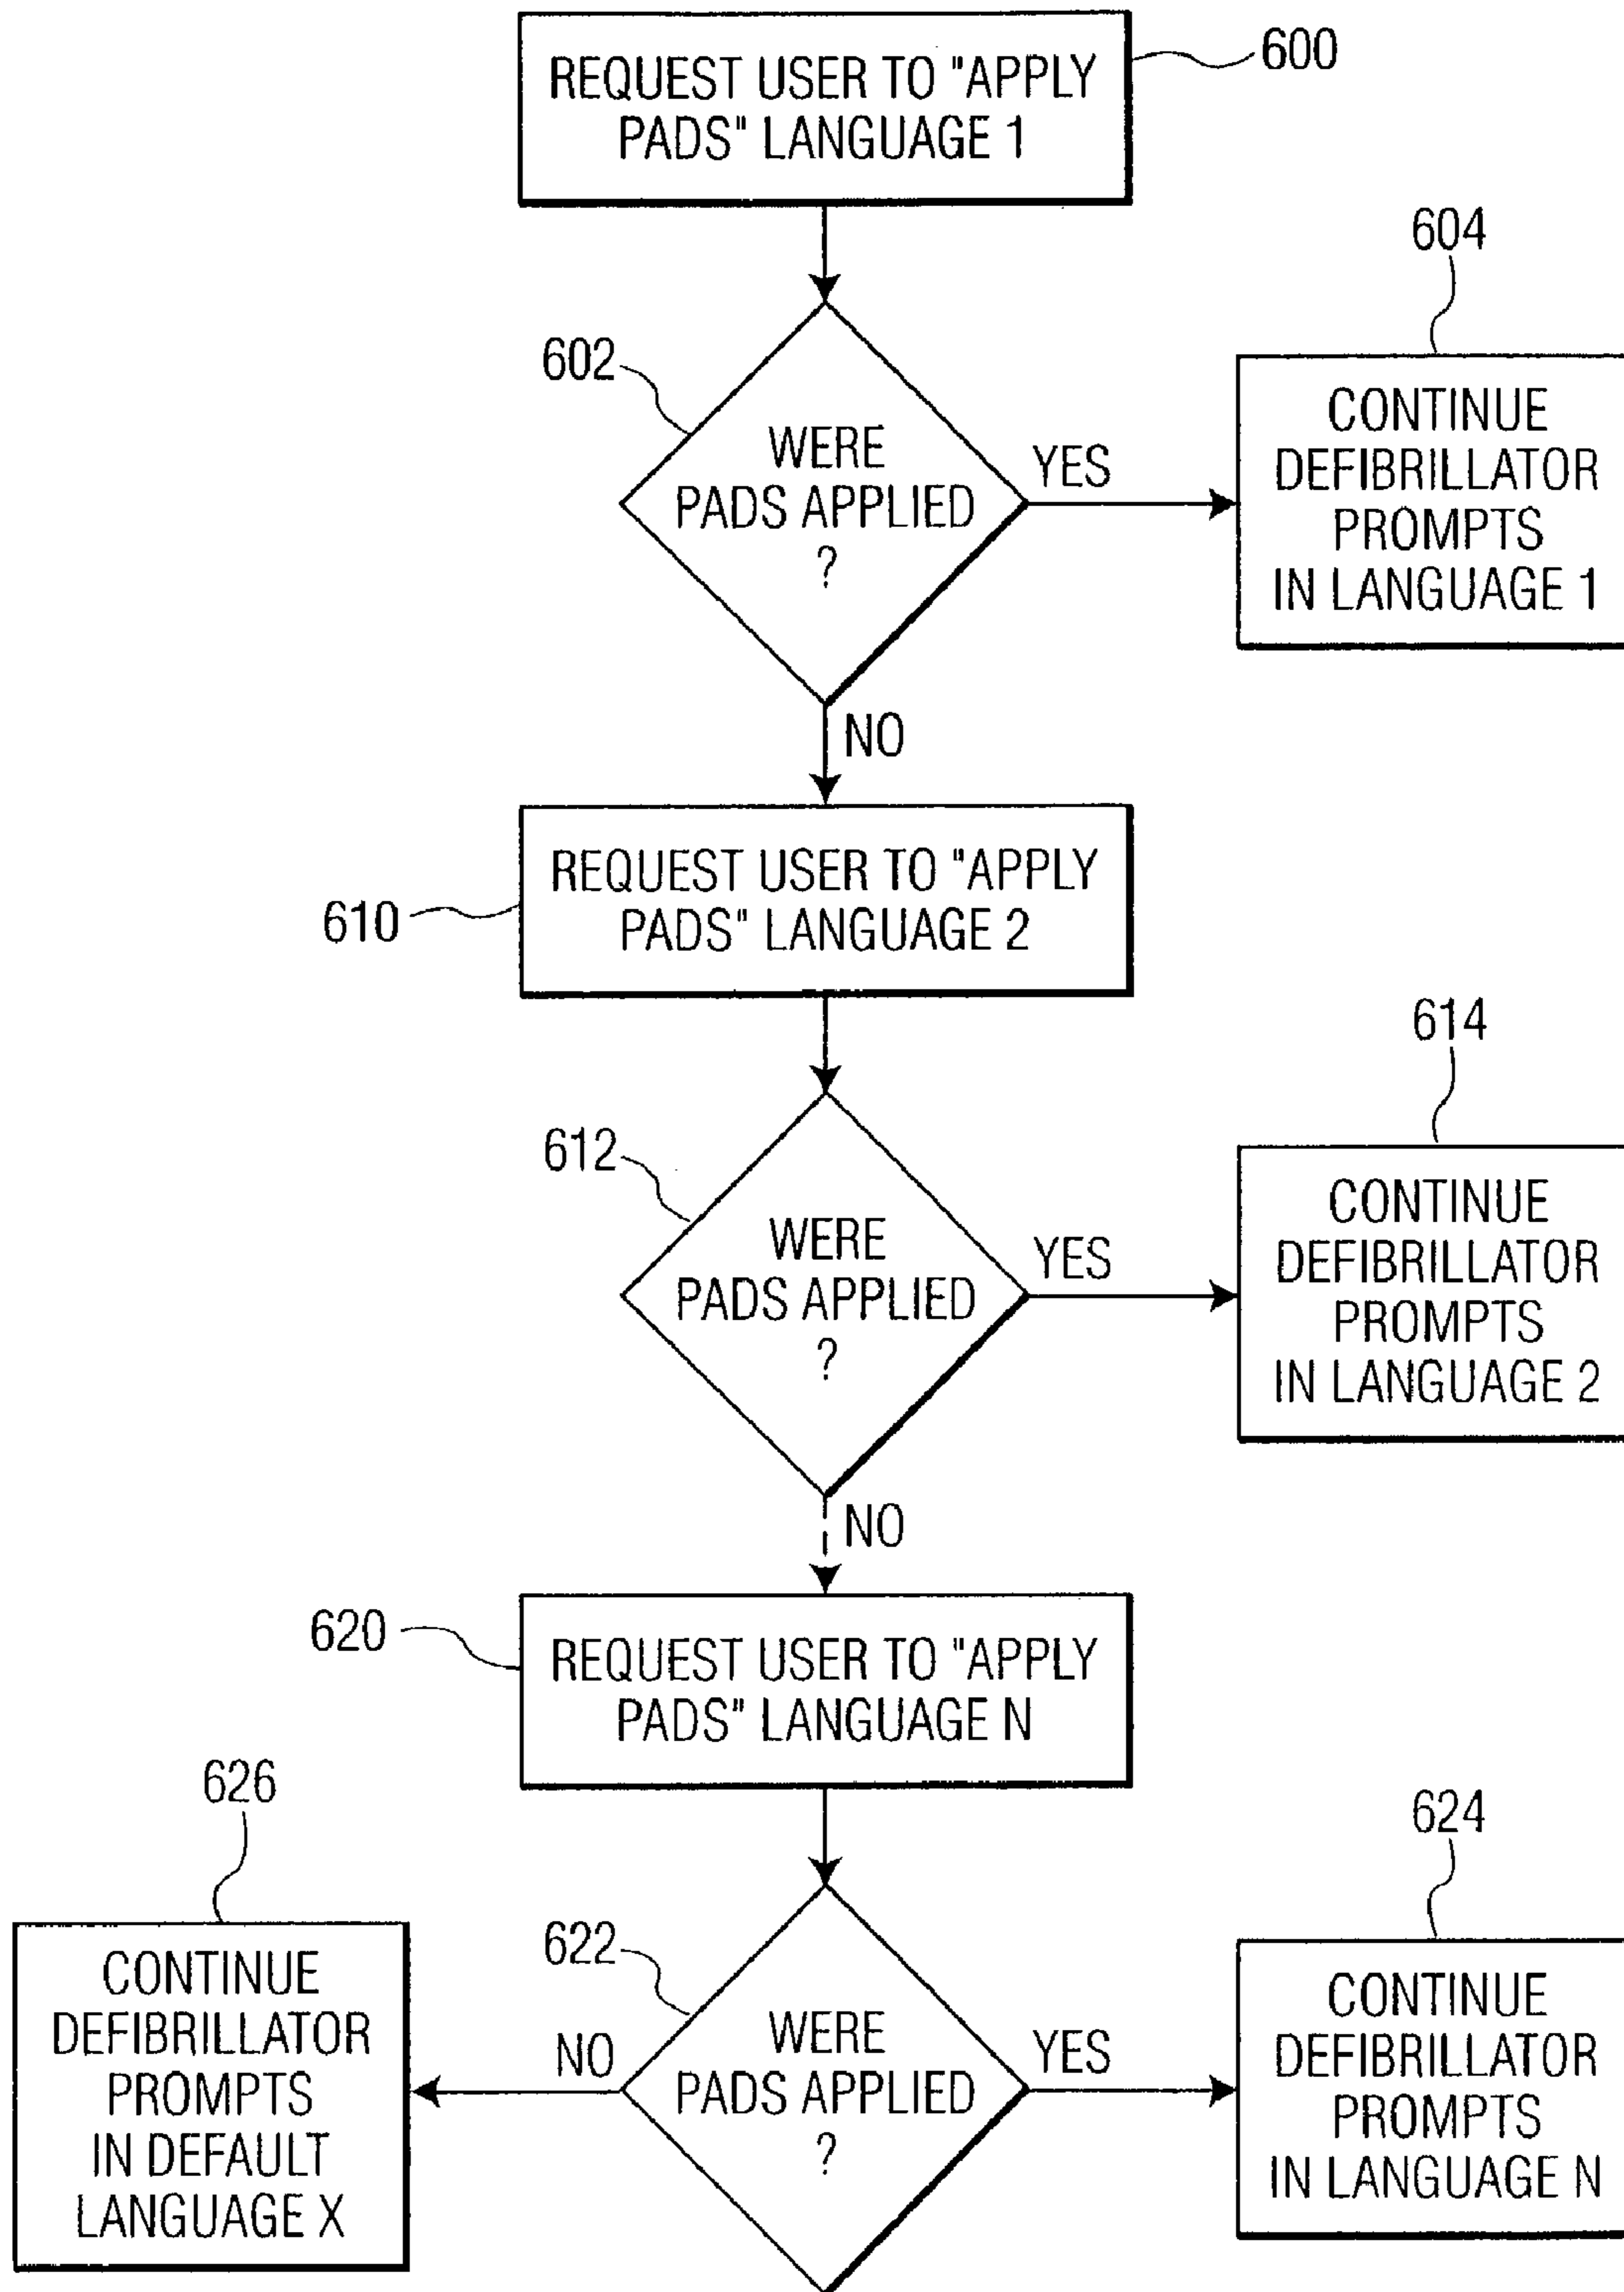 REQUEST USER TO "APPLY
PADS" LANGUAGE 1
600
602
WERE
PADS APPLIED
?
YES
604
CONTINUE
DEFIBRILLATOR
PROMPTS
IN LANGUAGE 1
NO
610
REQUEST USER TO "APPLY
PADS" LANGUAGE 2
612
WERE
PADS APPLIED
?
YES
614
CONTINUE
DEFIBRILLATOR
PROMPTS
IN LANGUAGE 2
NO
620
REQUEST USER TO "APPLY
PADS" LANGUAGE N
622
WERE
PADS APPLIED
?
YES
624
CONTINUE
DEFIBRILLATOR
PROMPTS
IN LANGUAGE N
NO
626
CONTINUE
DEFIBRILLATOR
PROMPTS
IN DEFAULT
LANGUAGE X